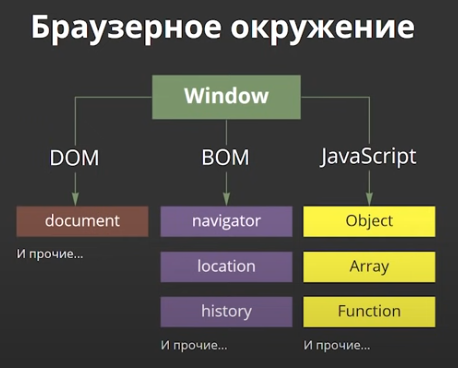 Браузерное окружение
Window
DOM
BOM
JavaScript
document
navigator
Object
И прочие...
location
Array
history
Function
И прочие...
И прочие...